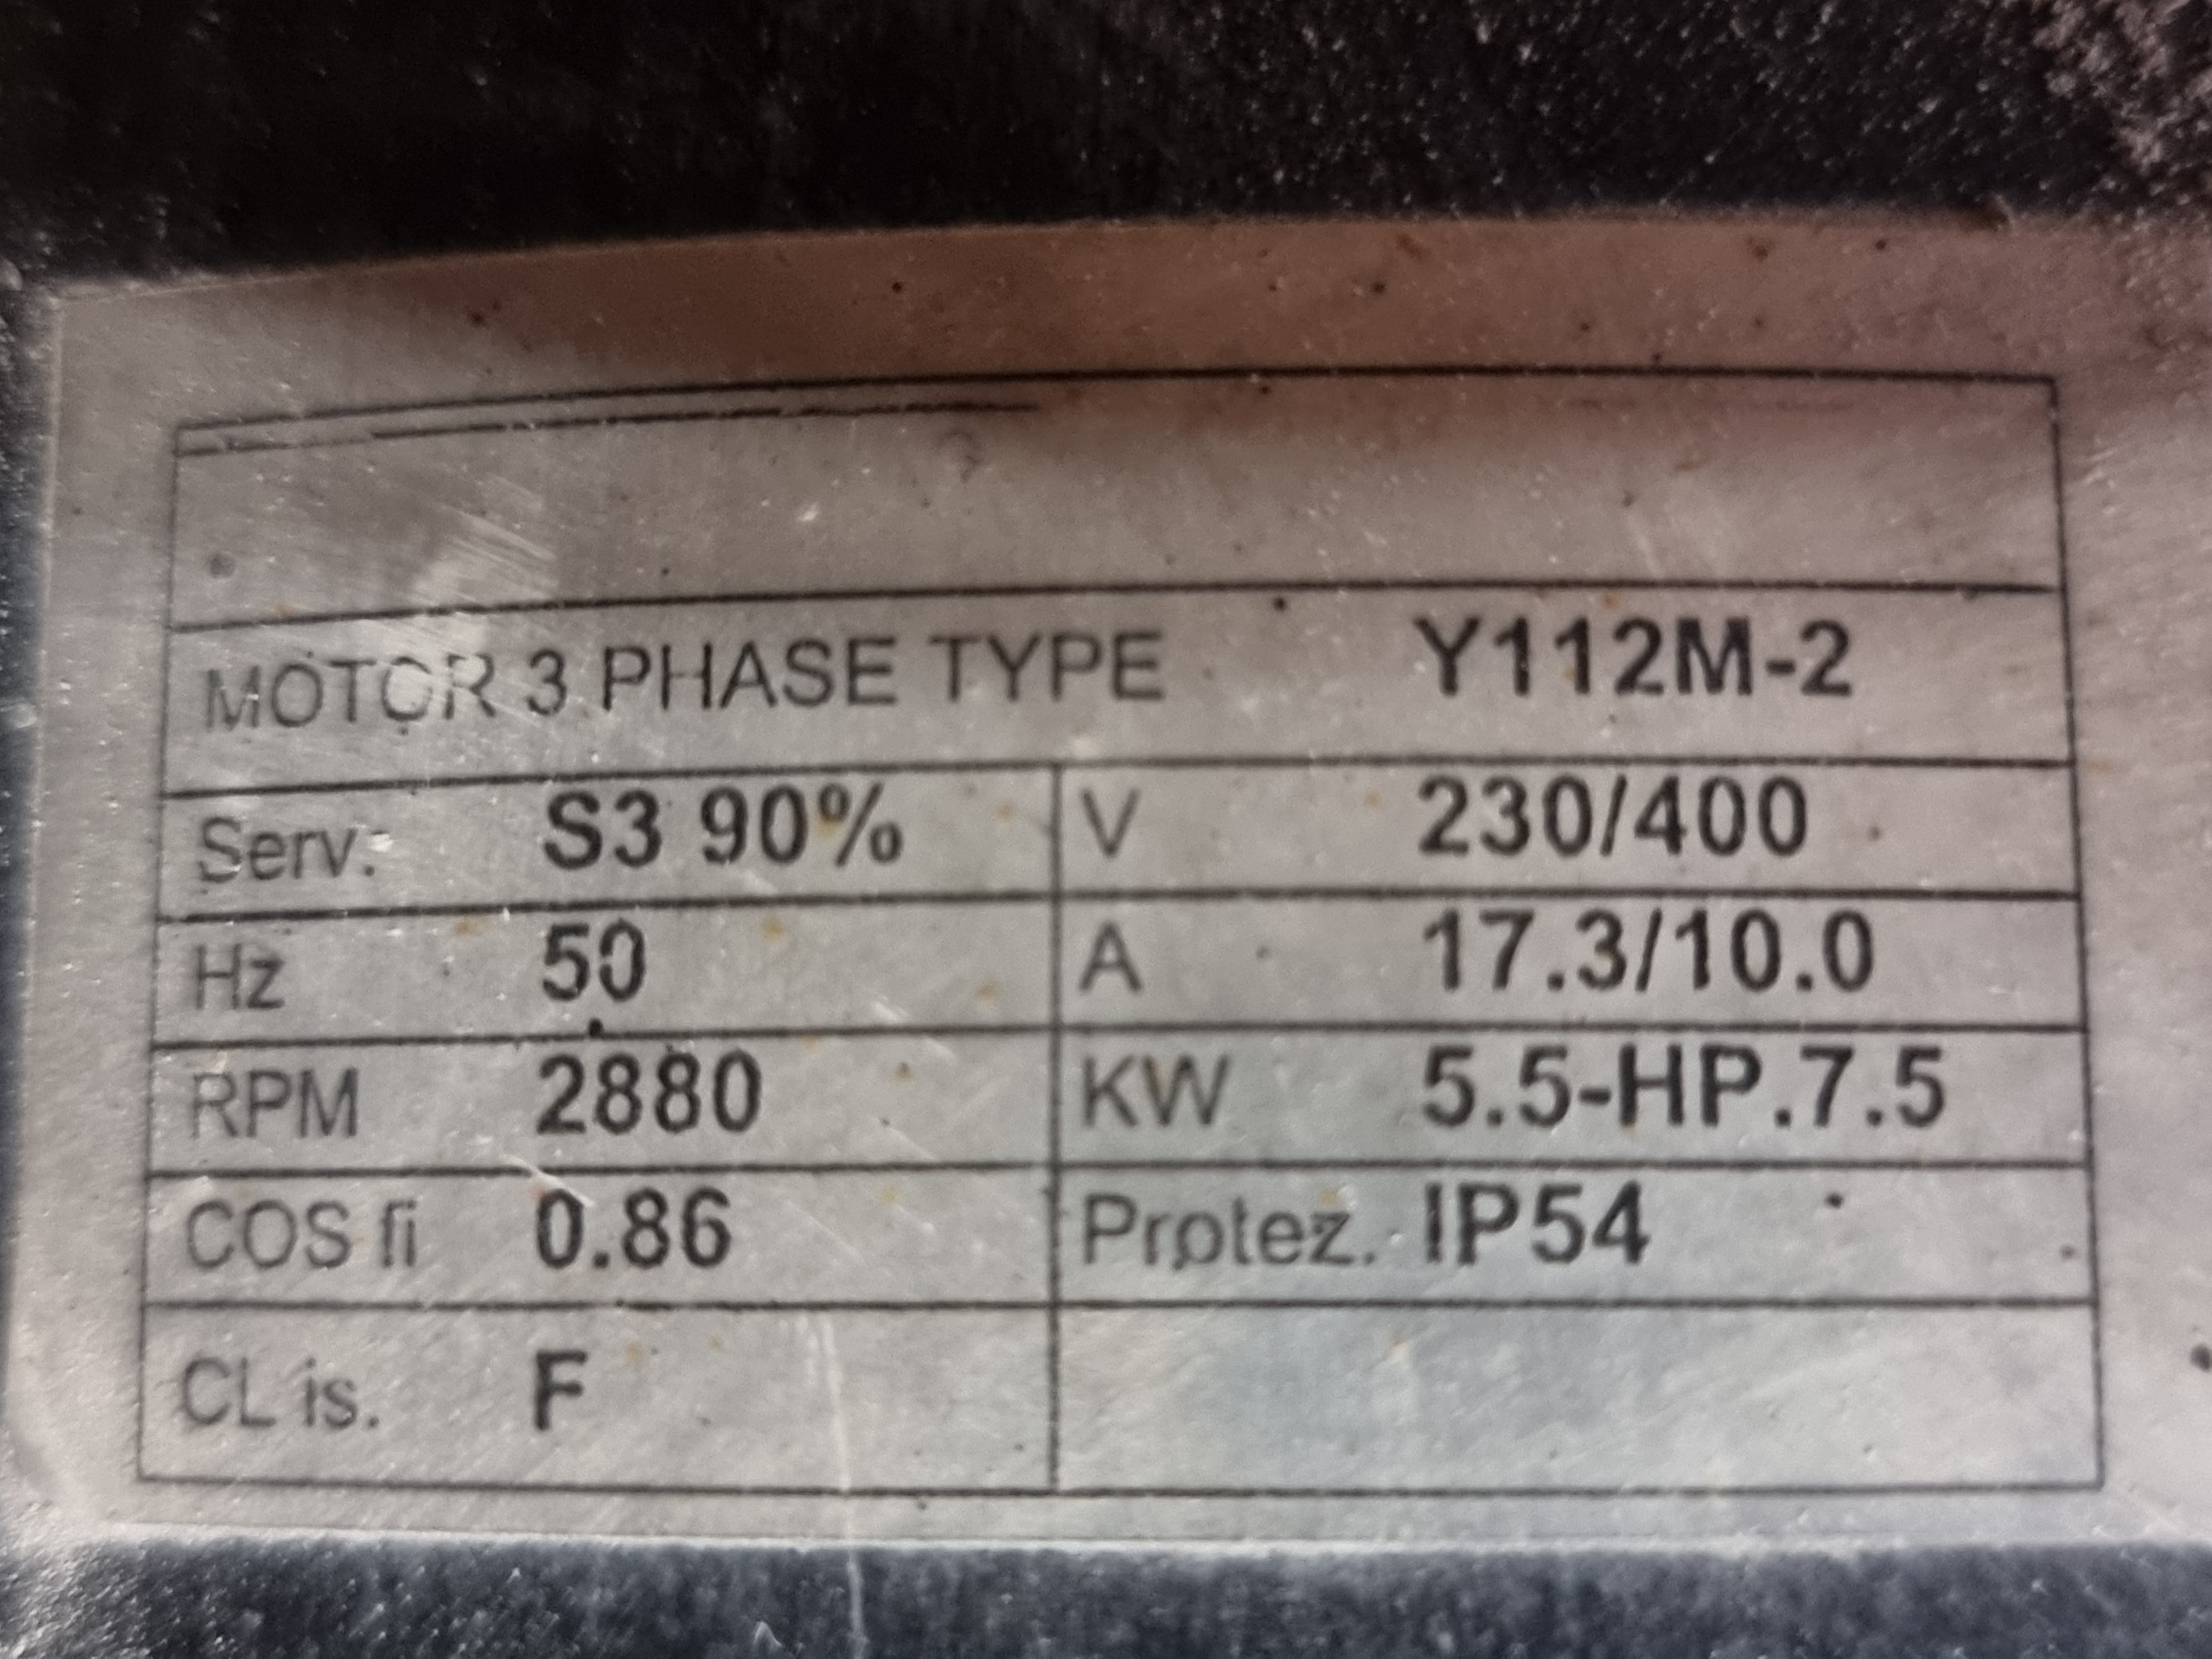 MOTOR 3 PHASE TYPE Y112M-2
Serv. S3 90% V 230/400
Hz 50 A 17.3/10.0
RPM 2880 KW 5.5-HP.7.5
COS fi 0.86 Protez. IP54
CL is. F